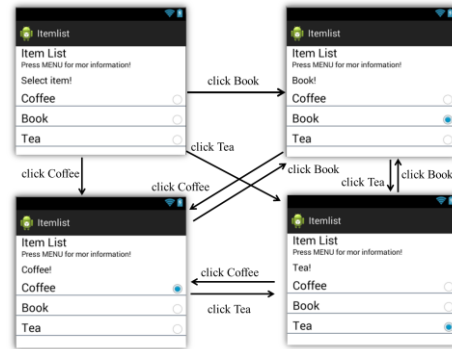 Itemlist
Item List
Press MENU for mor information!
Select item!
Coffee
Book
Tea
click Book
Itemlist
Item List
Press MENU for mor information!
Book!
Coffee
Book
Tea
click Tea
click Coffee
click Coffee
click Book
click Tea
click Book
Itemlist
Item List
Press MENU for mor information!
Coffee!
Coffee
Book
Tea
click Coffee
click Tea
Itemlist
Item List
Press MENU for mor information!
Tea!
Coffee
Book
Tea